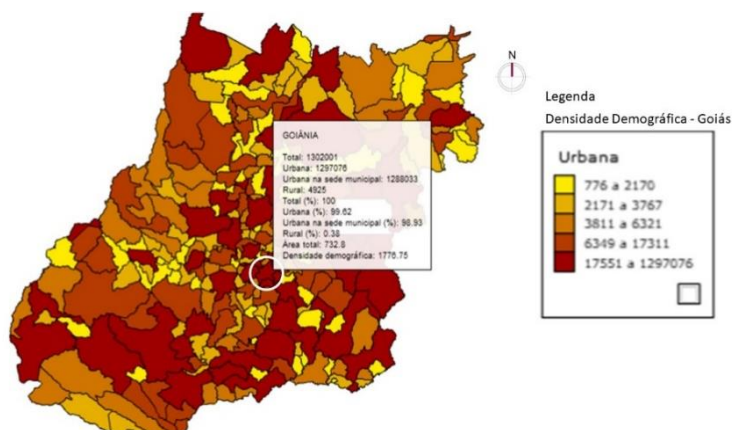 N
Legenda
Densidade Demográfica - Goiás
GOIÂNIA
Total: 1302001
Urbana: 1297076
Urbana na sede municipal: 1288033
Rural: 4925
Total (%): 100
Urbana (%): 99.62
Urbana na sede municipal (%): 98.93
Rural (%): 0.38
Área total: 732.8
Densidade demográfica: 1776.75
Urbana
776 a 2170
2171 a 3767
3811 a 6321
6349 a 17311
17551 a 1297076